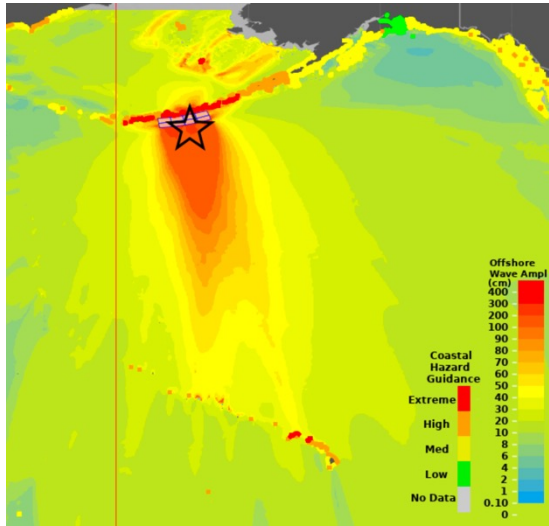 Offshore
Wave Ampl
(cm)
400
300
200
100
90
80
70
60
50
40
30
20
10
8
6
4
2
1
0.10
0
Coastal
Hazard
Guidance
Extreme
High
Med
Low
No Data